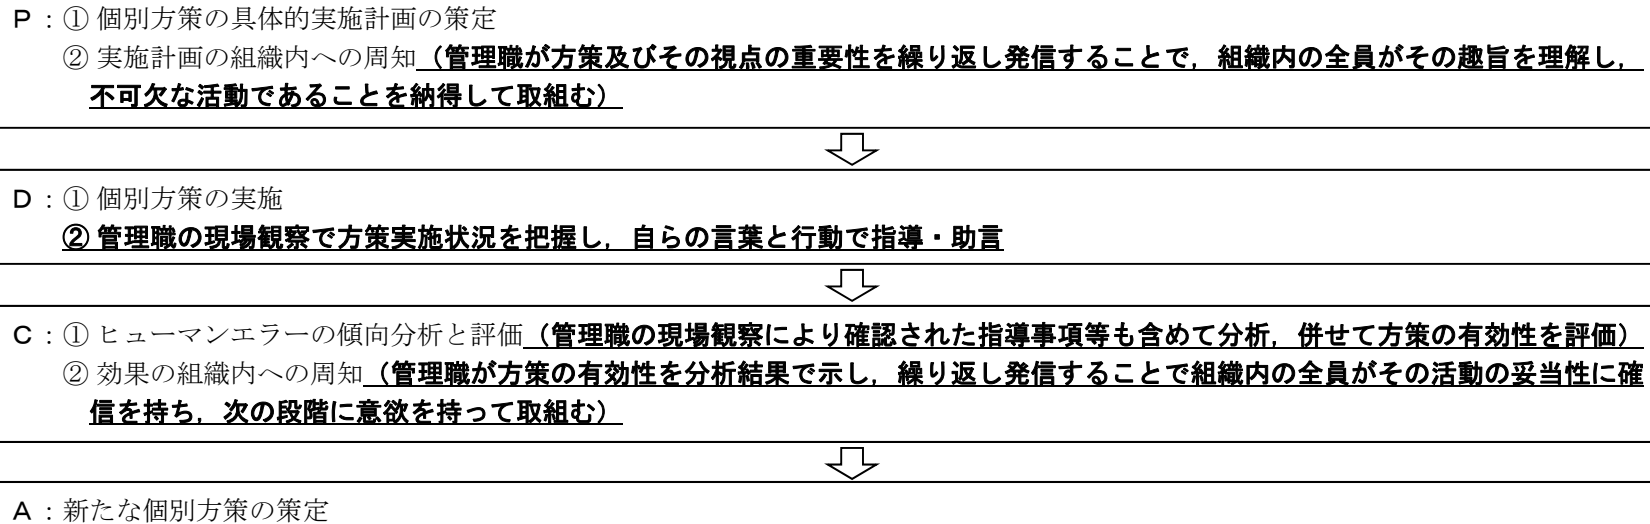 P:① 個別方策の具体的実施計画の策定
② 実施計画の組織内への周知（管理職が方策及びその視点の重要性を繰り返し発信することで，組織内の全員がその趣旨を理解し，
不可欠な活動であることを納得して取組む）
D:① 個別方策の実施
② 管理職の現場観察で方策実施状況を把握し，自らの言葉と行動で指導・助言
C:① ヒューマンエラーの傾向分析と評価（管理職の現場観察により確認された指導事項等も含めて分析，併せて方策の有効性を評価）
② 効果の組織内への周知（管理職が方策の有効性を分析結果で示し，繰り返し発信することで組織内の全員がその活動の妥当性に確
信を持ち，次の段階に意欲を持って取組む）
A:新たな個別方策の策定